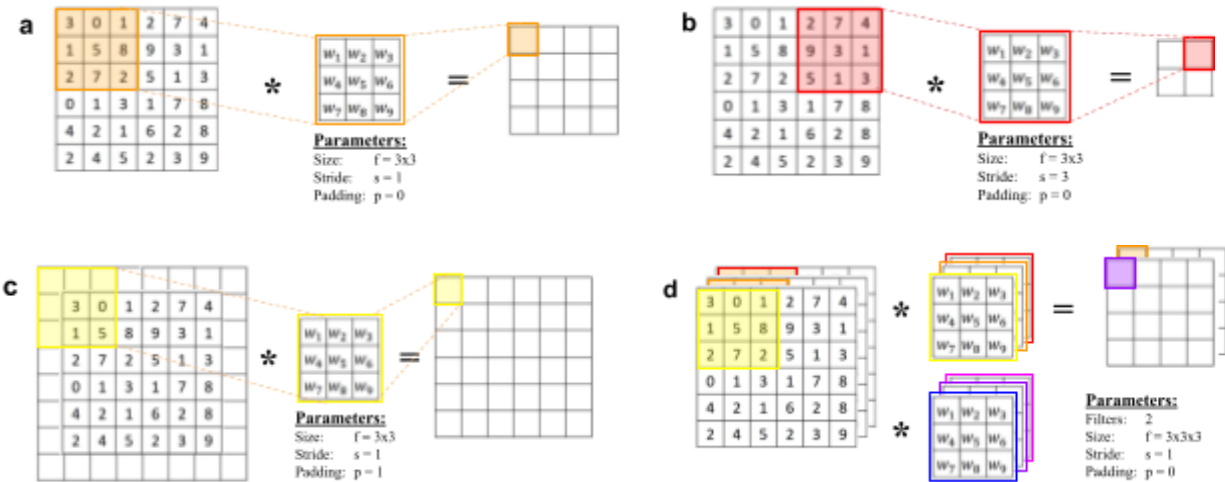 a
3 0 1 2 7 4
1 5 8 9 3 1
2 7 2 5 1 3
0 1 3 1 7 8
4 2 1 6 2 8
2 4 5 2 3 9
*
w₁ w₂ w₃
w₄ w₅ w₆
w₇ w₈ w₉
=
Parameters:
Size: f = 3x3
Stride: s = 1
Padding: p = 0
b
3 0 1 2 7 4
1 5 8 9 3 1
2 7 2 5 1 3
0 1 3 1 7 8
4 2 1 6 2 8
2 4 5 2 3 9
*
w₁ w₂ w₃
w₄ w₅ w₆
w₇ w₈ w₉
=
Parameters:
Size: f = 3x3
Stride: s = 3
Padding: p = 0
c
3 0 1 2 7 4
1 5 8 9 3 1
2 7 2 5 1 3
0 1 3 1 7 8
4 2 1 6 2 8
2 4 5 2 3 9
*
w₁ w₂ w₃
w₄ w₅ w₆
w₇ w₈ w₉
=
Parameters:
Size: f = 3x3
Stride: s = 1
Padding: p = 1
d
3 0 1 2 7 4
1 5 8 9 3 1
2 7 2 5 1 3
0 1 3 1 7 8
4 2 1 6 2 8
2 4 5 2 3 9
*
w₁ w₂ w₃
w₄ w₅ w₆
w₇ w₈ w₉
=
*
w₁ w₂ w₃
w₄ w₅ w₆
w₇ w₈ w₉
Parameters:
Filters: 2
Size: f = 3x3x3
Stride: s = 1
Padding: p = 0